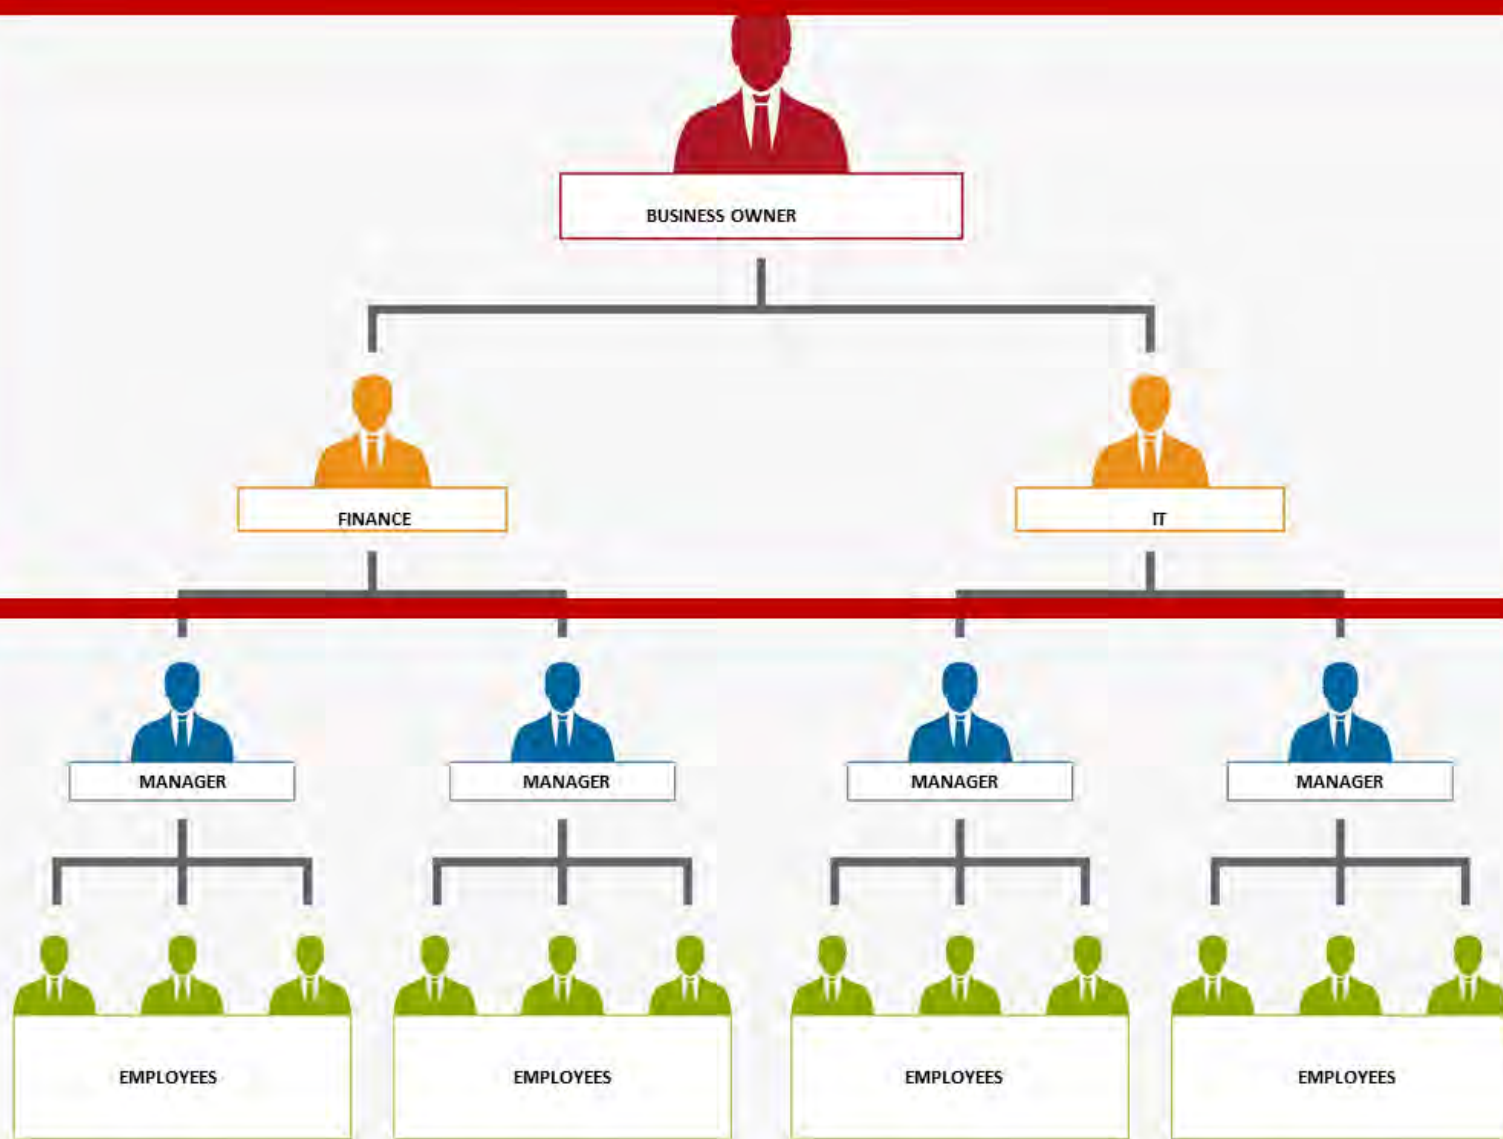 BUSINESS OWNER
FINANCE
IT
MANAGER
MANAGER
MANAGER
MANAGER
EMPLOYEES
EMPLOYEES
EMPLOYEES
EMPLOYEES